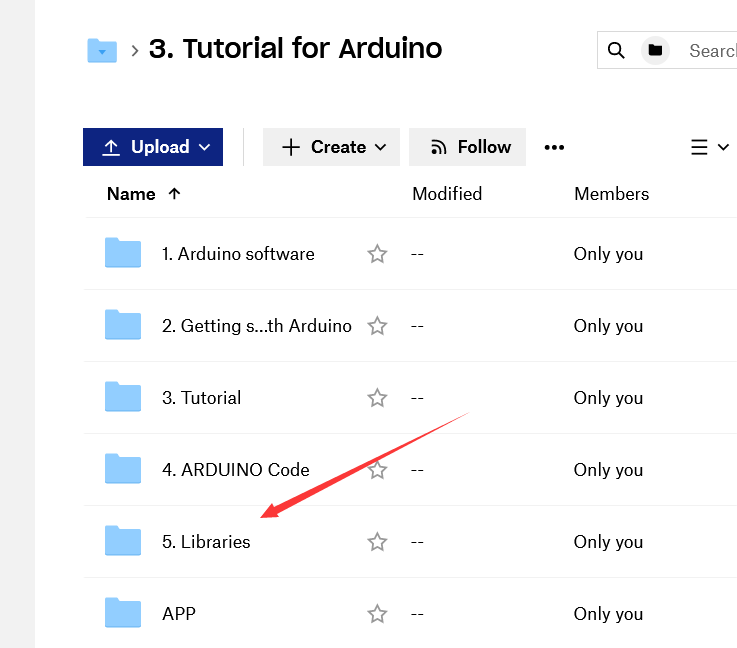 3. Tutorial for Arduino
Upload Create Follow
Name Modified Members
1. Arduino software -- Only you
2. Getting s...th Arduino -- Only you
3. Tutorial -- Only you
4. ARDUINO Code -- Only you
5. Libraries -- Only you
APP -- Only you